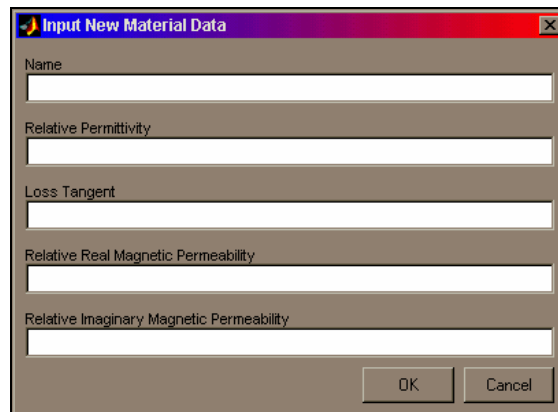 Input New Material Data
Name
Relative Permittivity
Loss Tangent
Relative Real Magnetic Permeability
Relative Imaginary Magnetic Permeability
OK Cancel